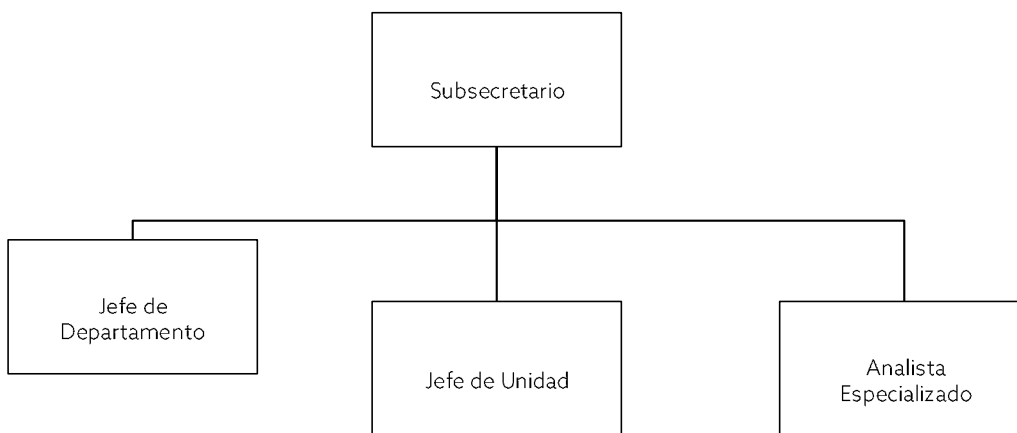 Subsecretario
Jefe de
Departamento
Jefe de Unidad
Analista
Especializado